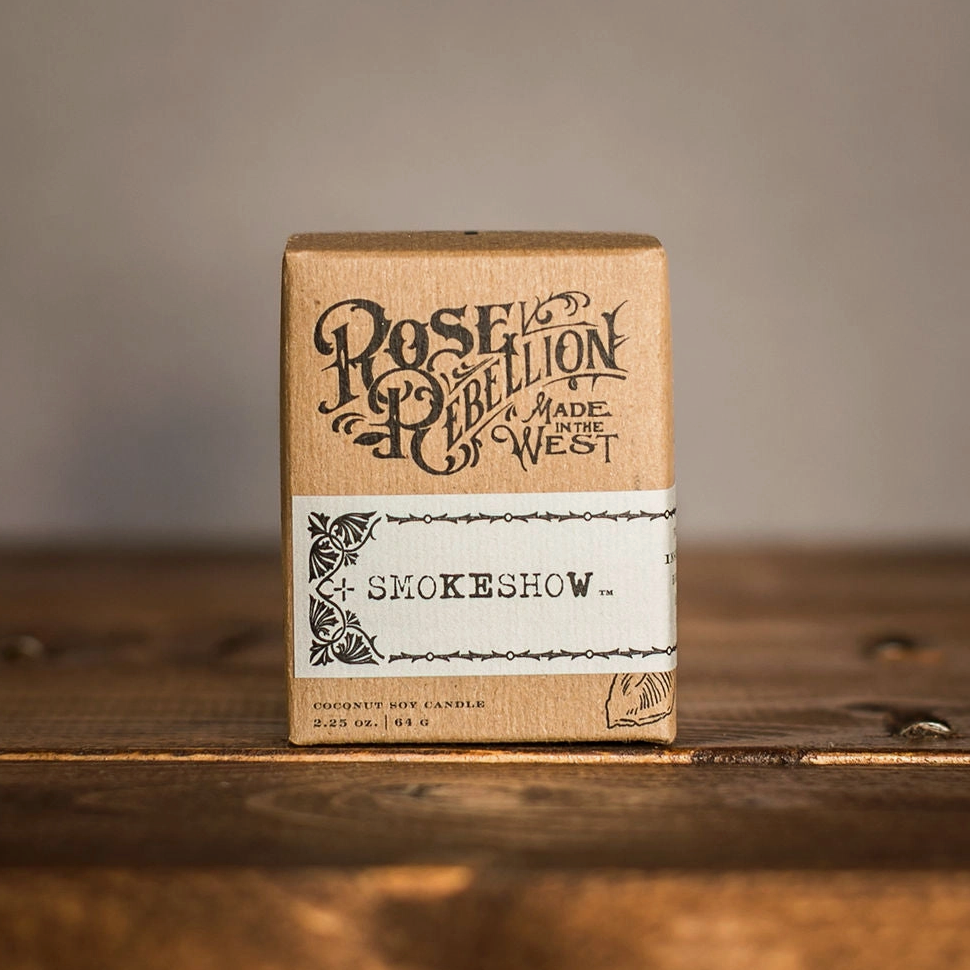 Rose
Rebellion
Made
in the
West
SMOKESHOW™
COCONUT SOY CANDLE
2.25 OZ. | 64 G